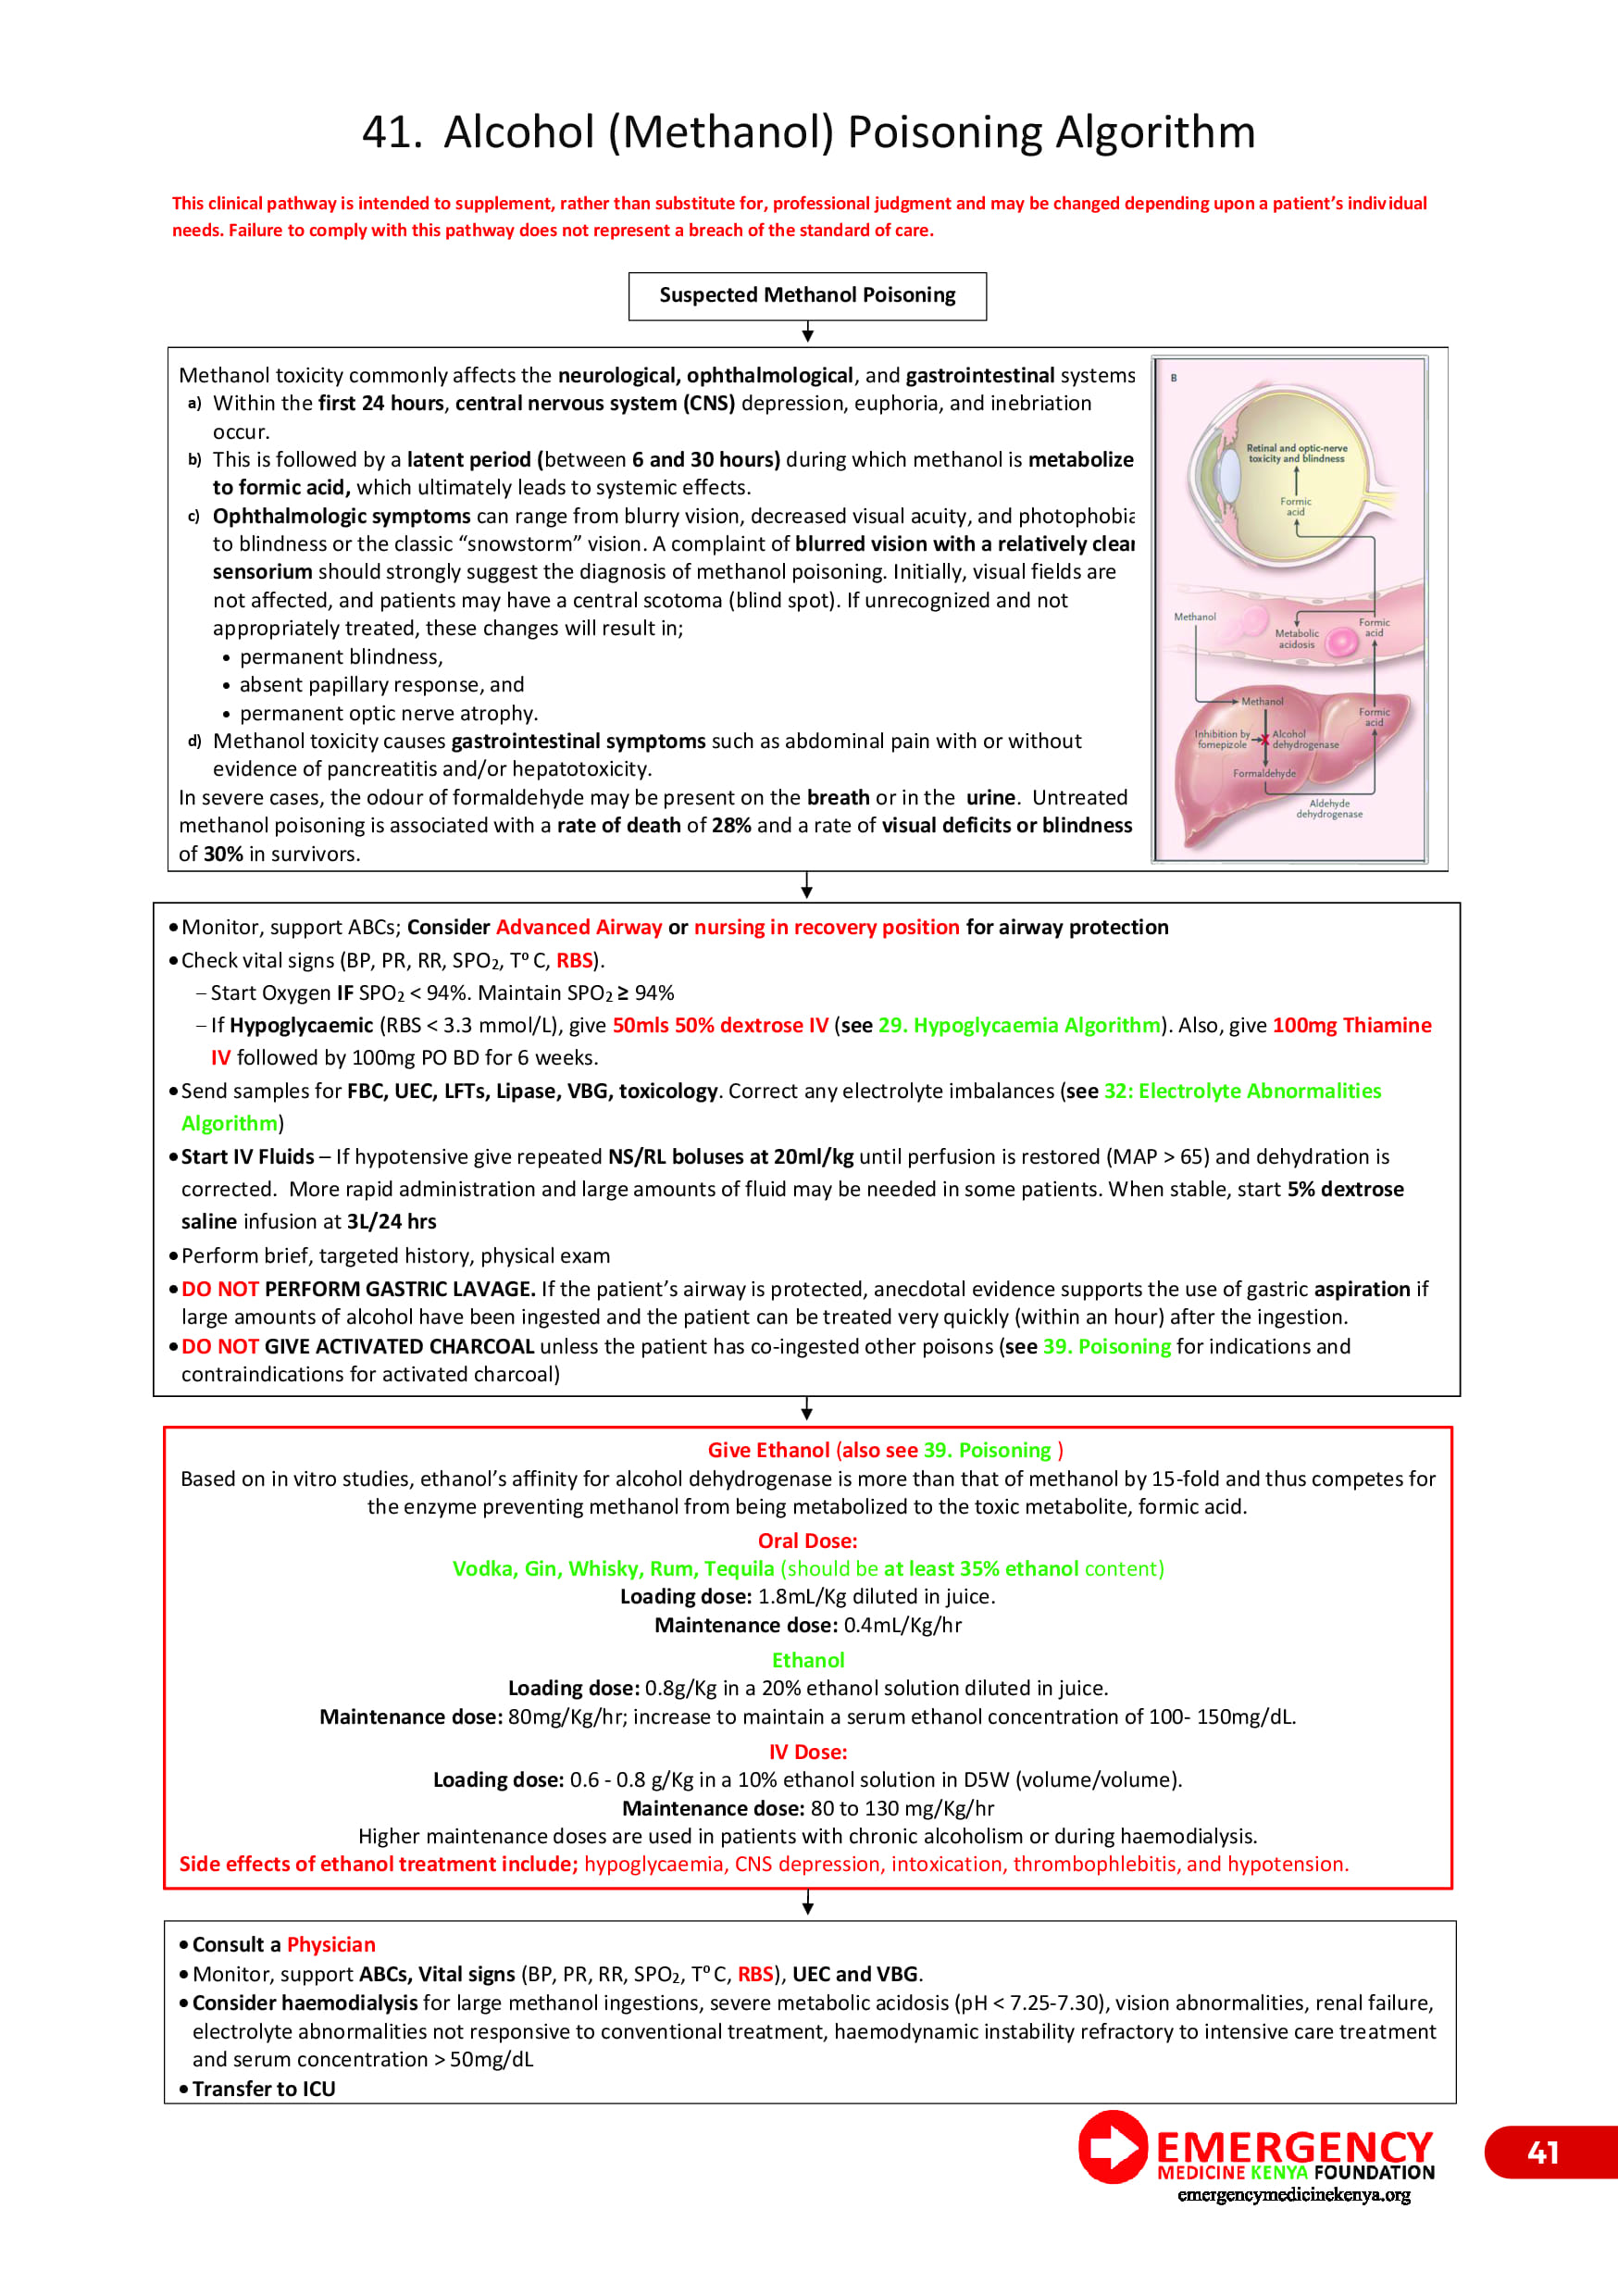 41. Alcohol (Methanol) Poisoning Algorithm
This clinical pathway is intended to supplement, rather than substitute for, professional judgment and may be changed depending upon a patient's individual
needs. Failure to comply with this pathway does not represent a breach of the standard of care.
Suspected Methanol Poisoning
Methanol toxicity commonly affects the neurological, ophthalmological, and gastrointestinal systems
a) Within the first 24 hours, central nervous system (CNS) depression, euphoria, and inebriation
occur.
b) This is followed by a latent period (between 6 and 30 hours) during which methanol is metabolize
to formic acid, which ultimately leads to systemic effects.
c) Ophthalmologic symptoms can range from blurry vision, decreased visual acuity, and photophobia
to blindness or the classic "snowstorm" vision. A complaint of blurred vision with a relatively clear
sensorium should strongly suggest the diagnosis of methanol poisoning. Initially, visual fields are
not affected, and patients may have a central scotoma (blind spot). If unrecognized and not
appropriately treated, these changes will result in;
• permanent blindness,
• absent papillary response, and
• permanent optic nerve atrophy.
d) Methanol toxicity causes gastrointestinal symptoms such as abdominal pain with or without
evidence of pancreatitis and/or hepatotoxicity.
In severe cases, the odour of formaldehyde may be present on the breath or in the urine. Untreated
methanol poisoning is associated with a rate of death of 28% and a rate of visual deficits or blindness
of 30% in survivors.
B
Retinal and optic-nerve
toxicity and blindness
Formic
acid
Methanol
Metabolic
acidosis
Formic
acid
Methanol
Formic
acid
Inhibition by
fomepizole
Alcohol
dehydrogenase
Formaldehyde
Aldehyde
dehydrogenase
• Monitor, support ABCs; Consider Advanced Airway or nursing in recovery position for airway protection
• Check vital signs (BP, PR, RR, SPO₂, T⁰ C, RBS).
– Start Oxygen IF SPO₂ < 94%. Maintain SPO₂ ≥ 94%
– If Hypoglycaemic (RBS < 3.3 mmol/L), give 50mls 50% dextrose IV (see 29. Hypoglycaemia Algorithm). Also, give 100mg Thiamine
IV followed by 100mg PO BD for 6 weeks.
• Send samples for FBC, UEC, LFTs, Lipase, VBG, toxicology. Correct any electrolyte imbalances (see 32: Electrolyte Abnormalities
Algorithm)
• Start IV Fluids – If hypotensive give repeated NS/RL boluses at 20ml/kg until perfusion is restored (MAP > 65) and dehydration is
corrected. More rapid administration and large amounts of fluid may be needed in some patients. When stable, start 5% dextrose
saline infusion at 3L/24 hrs
• Perform brief, targeted history, physical exam
• DO NOT PERFORM GASTRIC LAVAGE. If the patient's airway is protected, anecdotal evidence supports the use of gastric aspiration if
large amounts of alcohol have been ingested and the patient can be treated very quickly (within an hour) after the ingestion.
• DO NOT GIVE ACTIVATED CHARCOAL unless the patient has co-ingested other poisons (see 39. Poisoning for indications and
contraindications for activated charcoal)
Give Ethanol (also see 39. Poisoning )
Based on in vitro studies, ethanol's affinity for alcohol dehydrogenase is more than that of methanol by 15-fold and thus competes for
the enzyme preventing methanol from being metabolized to the toxic metabolite, formic acid.
Oral Dose:
Vodka, Gin, Whisky, Rum, Tequila (should be at least 35% ethanol content)
Loading dose: 1.8mL/Kg diluted in juice.
Maintenance dose: 0.4mL/Kg/hr
Ethanol
Loading dose: 0.8g/Kg in a 20% ethanol solution diluted in juice.
Maintenance dose: 80mg/Kg/hr; increase to maintain a serum ethanol concentration of 100- 150mg/dL.
IV Dose:
Loading dose: 0.6 - 0.8 g/Kg in a 10% ethanol solution in D5W (volume/volume).
Maintenance dose: 80 to 130 mg/Kg/hr
Higher maintenance doses are used in patients with chronic alcoholism or during haemodialysis.
Side effects of ethanol treatment include; hypoglycaemia, CNS depression, intoxication, thrombophlebitis, and hypotension.
• Consult a Physician
• Monitor, support ABCs, Vital signs (BP, PR, RR, SPO₂, T⁰ C, RBS), UEC and VBG.
• Consider haemodialysis for large methanol ingestions, severe metabolic acidosis (pH < 7.25-7.30), vision abnormalities, renal failure,
electrolyte abnormalities not responsive to conventional treatment, haemodynamic instability refractory to intensive care treatment
and serum concentration > 50mg/dL
• Transfer to ICU
EMERGENCY
MEDICINE KENYA FOUNDATION
emergencymedicinekenya.org
41